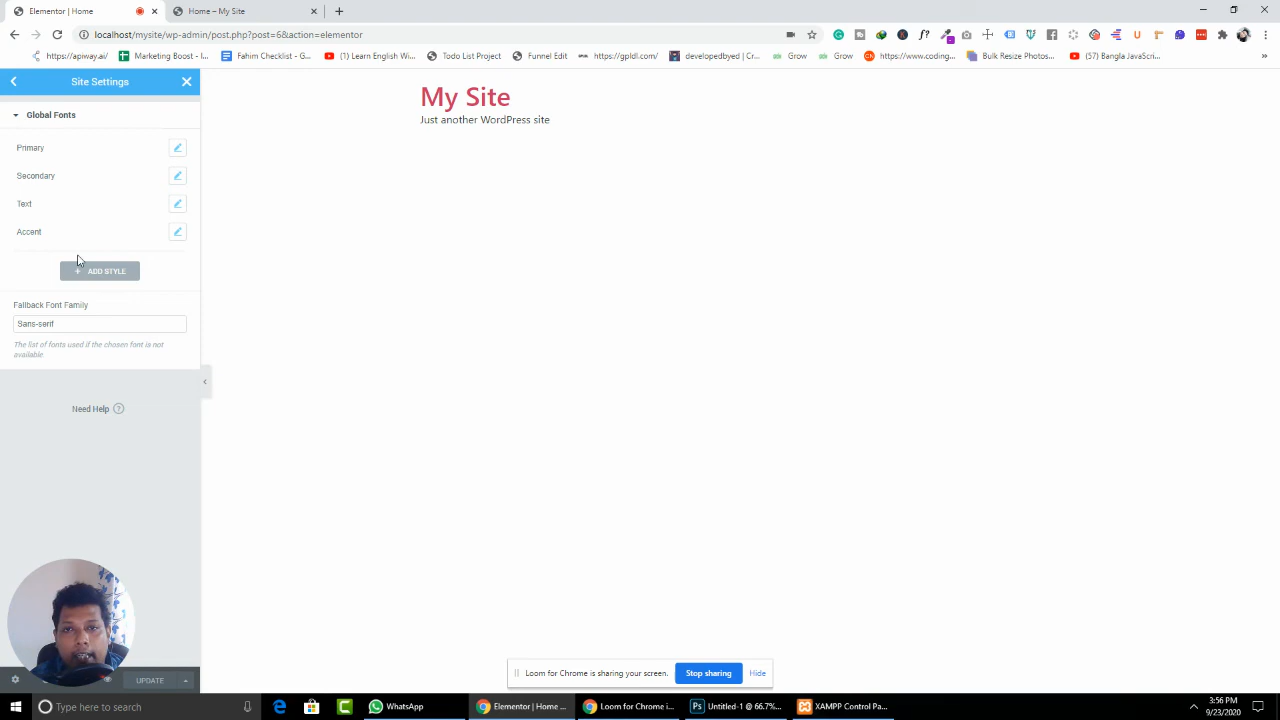 Elementor | Home
Home – My Site
localhost/mysite/wp-admin/post.php?post=6&action=elementor
https://apiway.ai/
Marketing Boost - I...
Fahim Checklist - G...
(1) Learn English Wi...
Todo List Project
Funnel Edit
https://gpldl.com/
developedbyed | Cr...
Grow
Grow
https://www.coding...
Bulk Resize Photos...
(57) Bangla JavaScri...
Site Settings
My Site
Just another WordPress site
Global Fonts
Primary
Secondary
Text
Accent
+ ADD STYLE
Fallback Font Family
Sans-serif
The list of fonts used if the chosen font is not
available.
Need Help ?
UPDATE
Loom for Chrome is sharing your screen.
Stop sharing
Hide
Type here to search
WhatsApp
Elementor | Home ...
Loom for Chrome i...
Untitled-1 @ 66.7%...
XAMPP Control Pa...
3:56 PM
9/23/2020